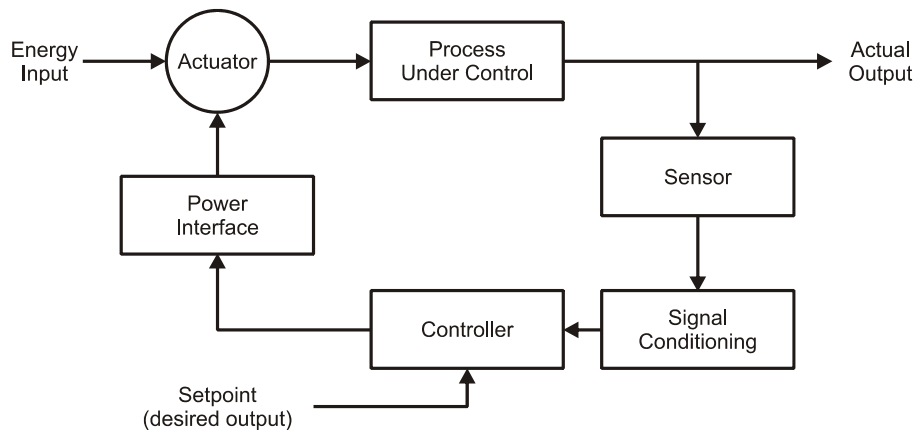 Energy
Input
Actuator
Process
Under Control
Actual
Output
Sensor
Power
Interface
Controller
Signal
Conditioning
Setpoint
(desired output)